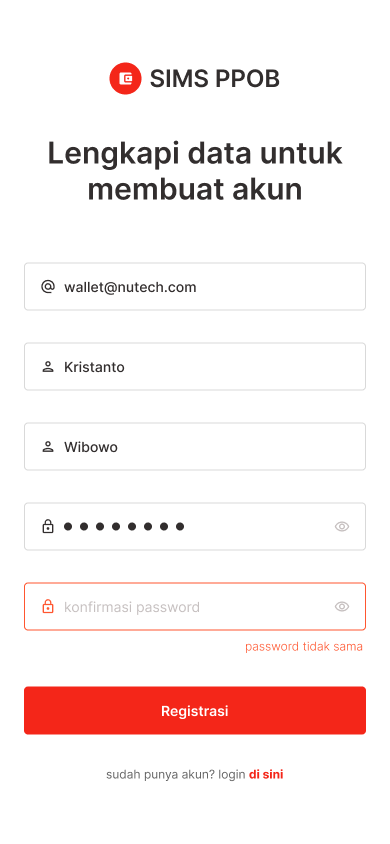 SIMS PPOB
Lengkapi data untuk
membuat akun
wallet@nutech.com
Kristanto
Wibowo
konfirmasi password
password tidak sama
Registrasi
sudah punya akun? login di sini